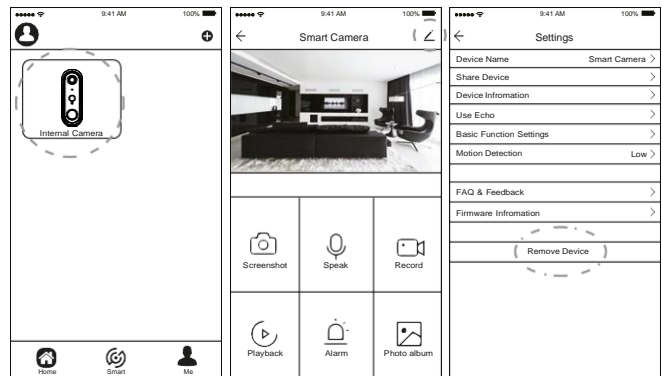 9:41 AM 100%
Internal Camera
Home Smart Me
9:41 AM 100%
Smart Camera
Screenshot Speak Record
Playback Alarm Photo album
9:41 AM 100%
Settings
Device Name Smart Camera
Share Device
Device Infromation
Use Echo
Basic Function Settings
Motion Detection Low
FAQ & Feedback
Firmware Infromation
Remove Device